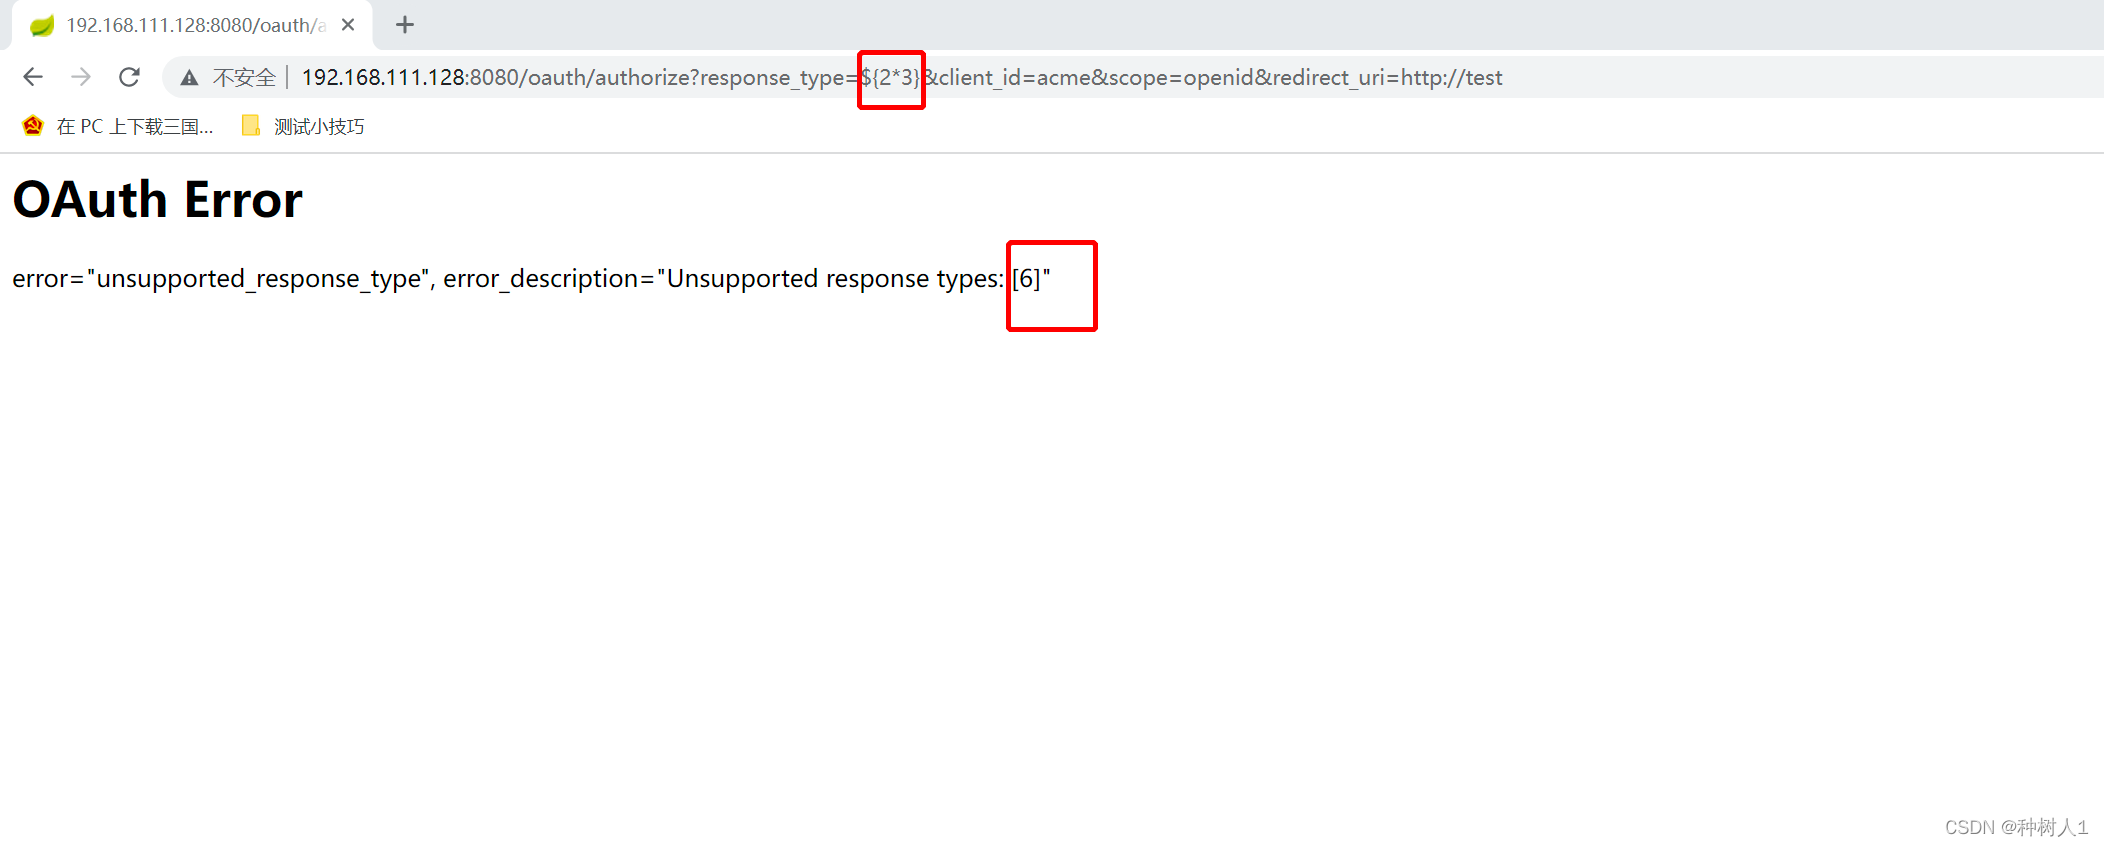 192.168.111.128:8080/oauth/a
不安全 192.168.111.128:8080/oauth/authorize?response_type=${2*3}&client_id=acme&scope=openid&redirect_uri=http://test
在 PC 上下载三国... 测试小技巧
OAuth Error
error="unsupported_response_type", error_description="Unsupported response types: [6]"
CSDN @种树人1